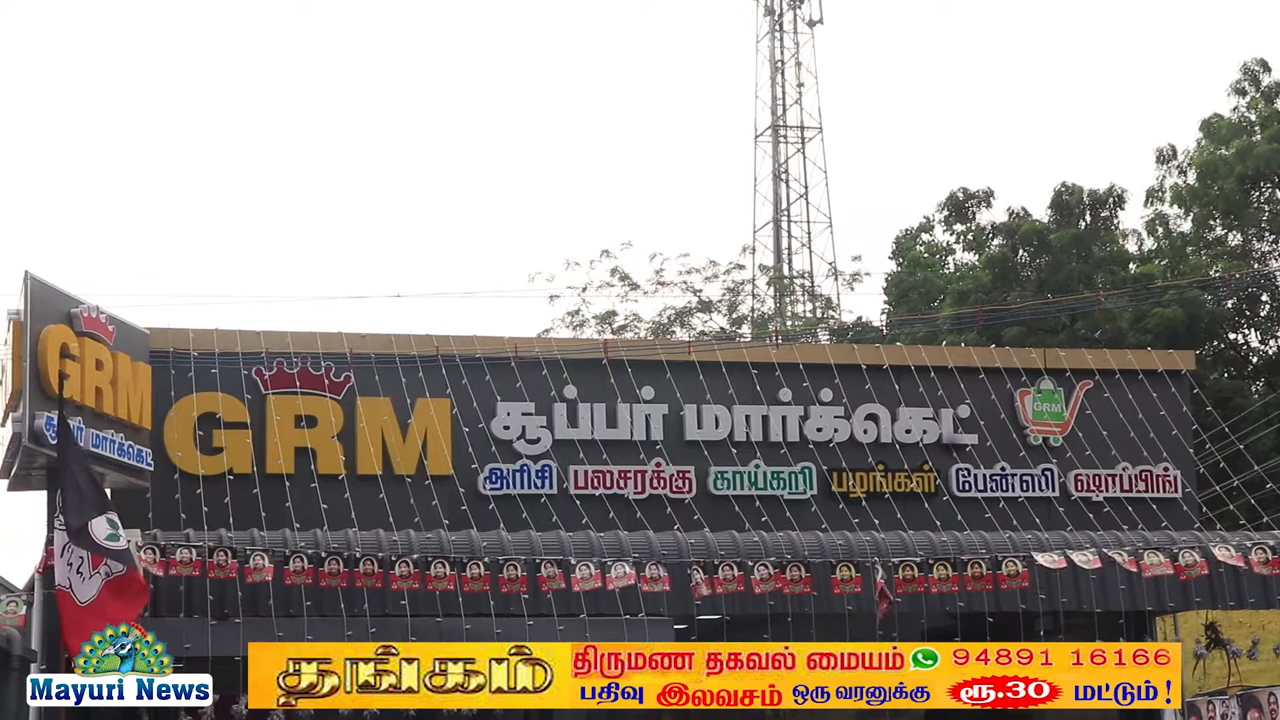 GRM
சூப்பர் மார்க்கெட்
GRM சூப்பர் மார்க்கெட்
GRM
அரிசி பலசரக்கு காய்கறி பழங்கள் பேன்ஸி ஷாப்பிங்
Mayuri News
தங்கம்
திருமண தகவல் மையம் 94891 16166
பதிவு இலவசம் ஒரு வரனுக்கு ரூ.30 மட்டும்!